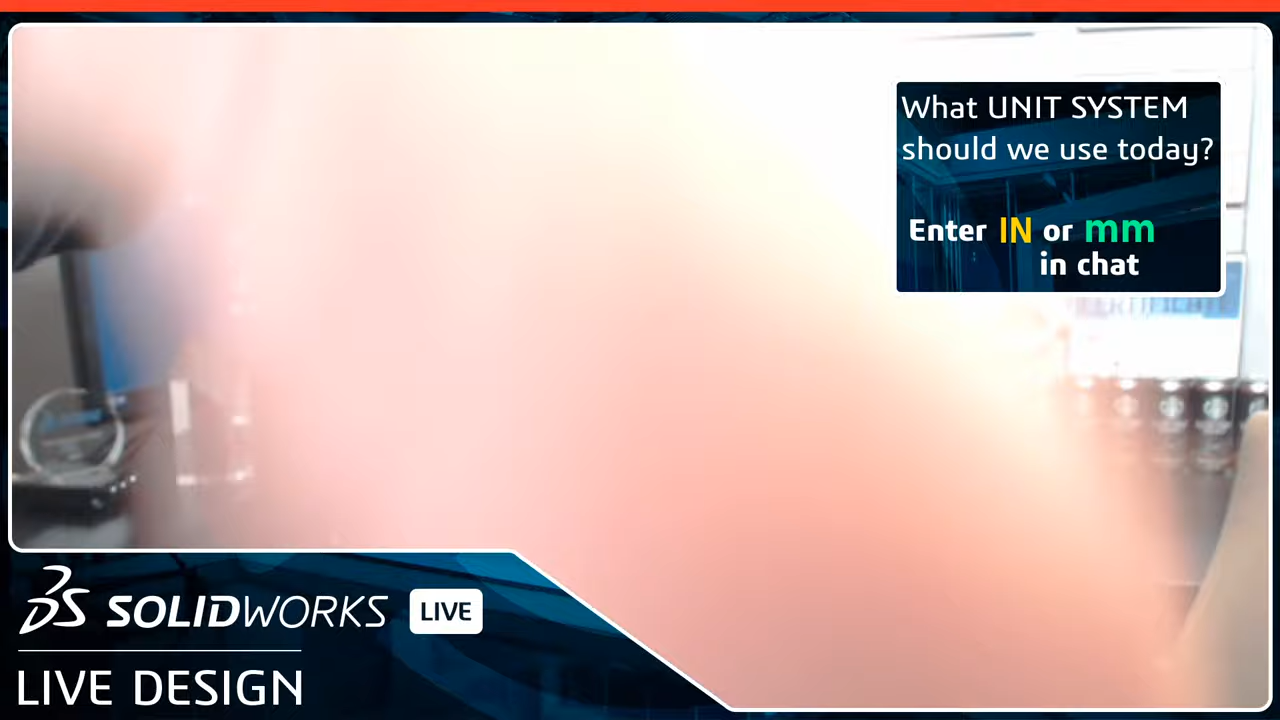 What UNIT SYSTEM
should we use today?
Enter IN or mm
in chat
SOLIDWORKS LIVE
LIVE DESIGN